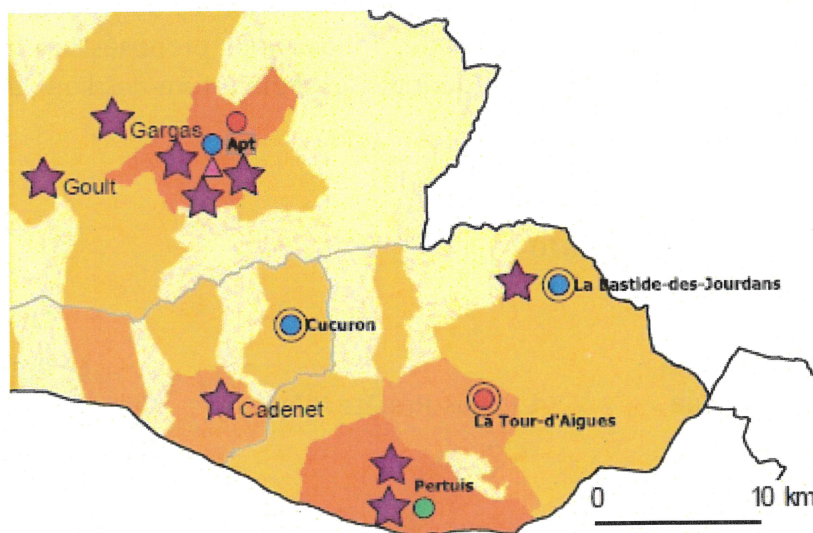 Gargas
Apt
Goult
La Bastide-des-Jourdans
Cucuron
Cadenet
La Tour-d'Aigues
Pertuis
0 10 km